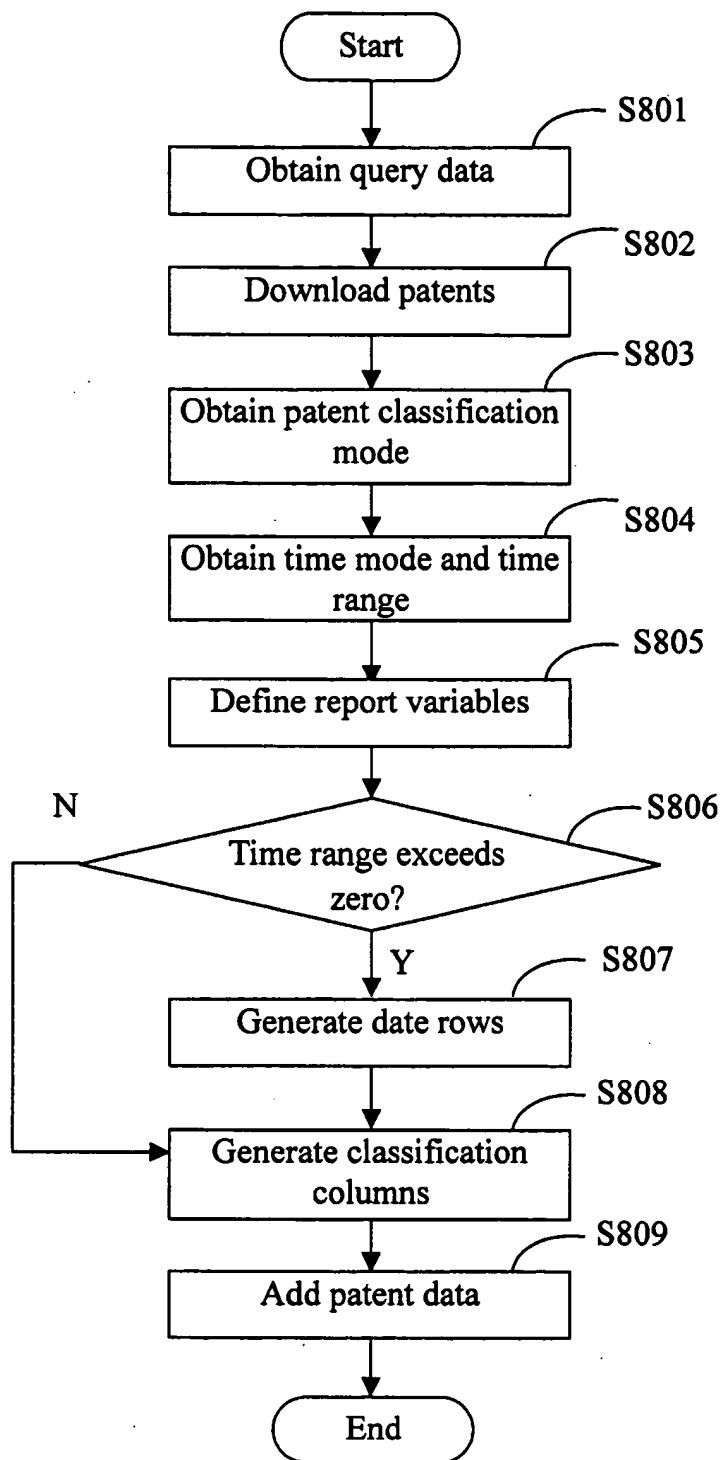 Start
S801
Obtain query data
S802
Download patents
S803
Obtain patent classification
mode
S804
Obtain time mode and time
range
S805
Define report variables
N
S806
Time range exceeds
zero?
Y
S807
Generate date rows
S808
Generate classification
columns
S809
Add patent data
End